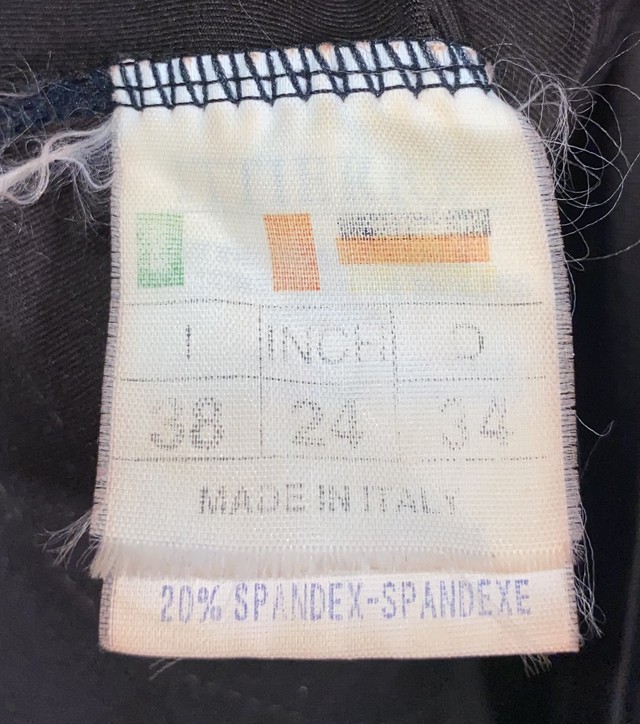 I INCH D
38 24 34
MADE IN ITALY
20% SPANDEX-SPANDEXE